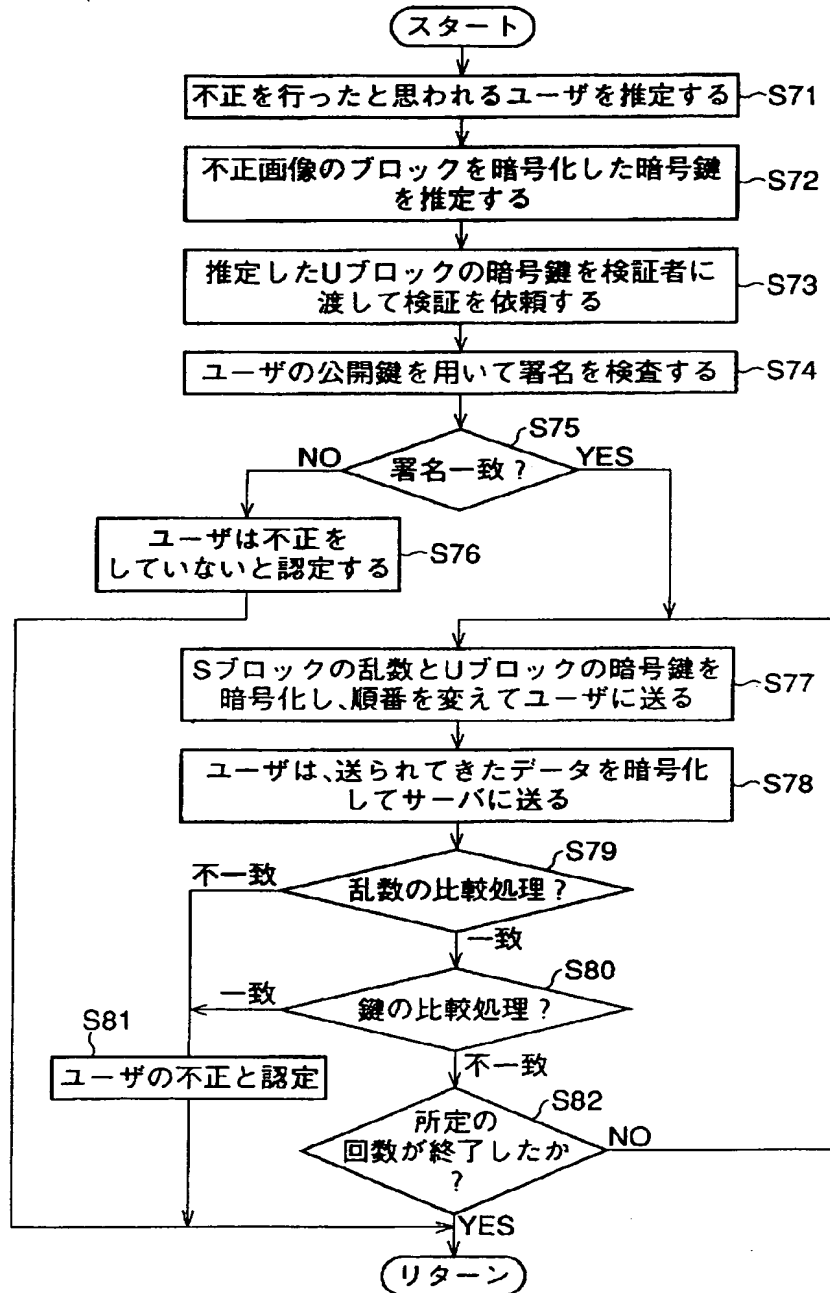 スタート
不正を行ったと思われるユーザを推定する
S71
不正画像のブロックを暗号化した暗号鍵
を推定する
S72
推定したUブロックの暗号鍵を検証者に
渡して検証を依頼する
S73
ユーザの公開鍵を用いて署名を検査する
S74
S75
NO
署名一致?
YES
ユーザは不正を
していないと認定する
S76
Sブロックの乱数とUブロックの暗号鍵を
暗号化し、順番を変えてユーザに送る
S77
ユーザは、送られてきたデータを暗号化
してサーバに送る
S78
S79
不一致
乱数の比較処理?
一致
S80
一致
鍵の比較処理?
S81
不一致
ユーザの不正と認定
S82
所定の
回数が終了したか
?
NO
YES
リターン